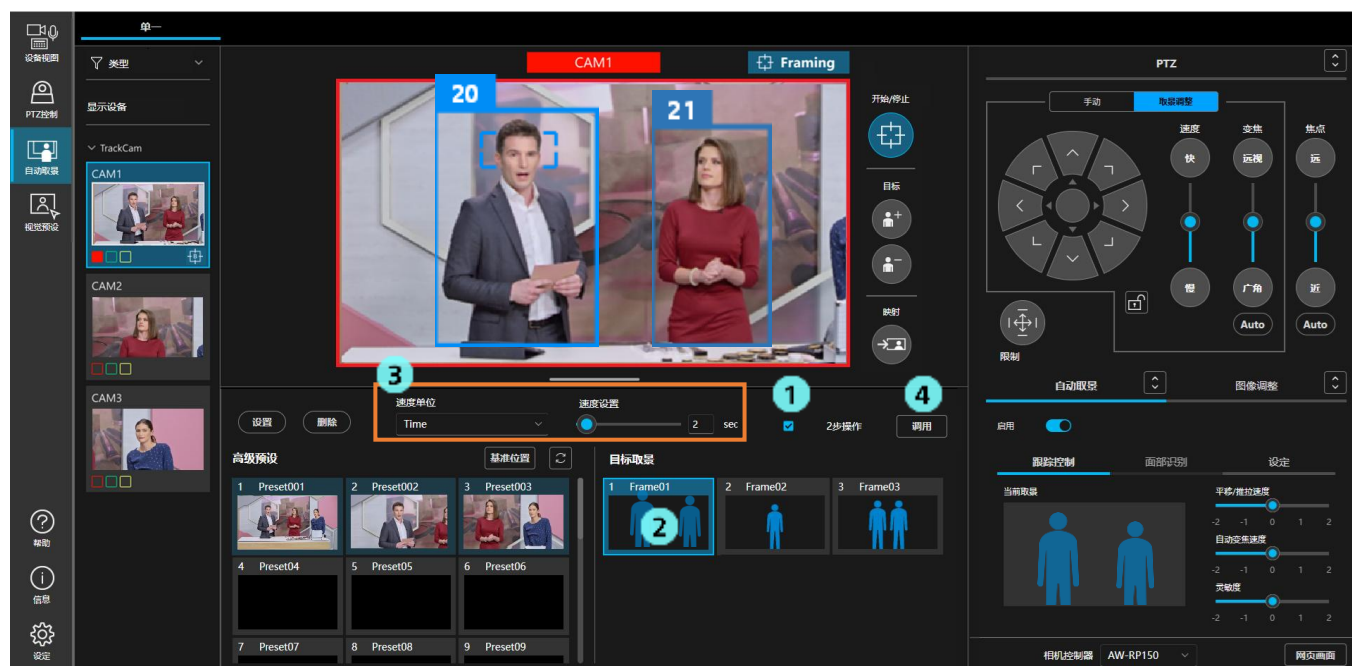 单一
设备视图
PTZ控制
自动取景
视觉预设
帮助
信息
设定
类型
显示设备
TrackCam
CAM1
CAM2
CAM3
CAM1
Framing
20
21
开始/停止
目标
映射
3
速度单位
Time
速度设置
2 sec
1
2步操作
4
调用
设置
删除
高级预设
基准位置
1 Preset001
2 Preset002
3 Preset003
4 Preset04
5 Preset05
6 Preset06
7 Preset07
8 Preset08
9 Preset09
目标取景
1 Frame01
2
2 Frame02
3 Frame03
PTZ
手动
取景调整
速度
变焦
焦点
快
远视
远
慢
广角
近
Auto
Auto
限制
自动取景
图像调整
启用
跟踪控制
面部识别
设定
当前取景
平移/推拉速度
-2 -1 0 1 2
自动变焦速度
-2 -1 0 1 2
灵敏度
-2 -1 0 1 2
相机控制器
AW-RP150
网页画面